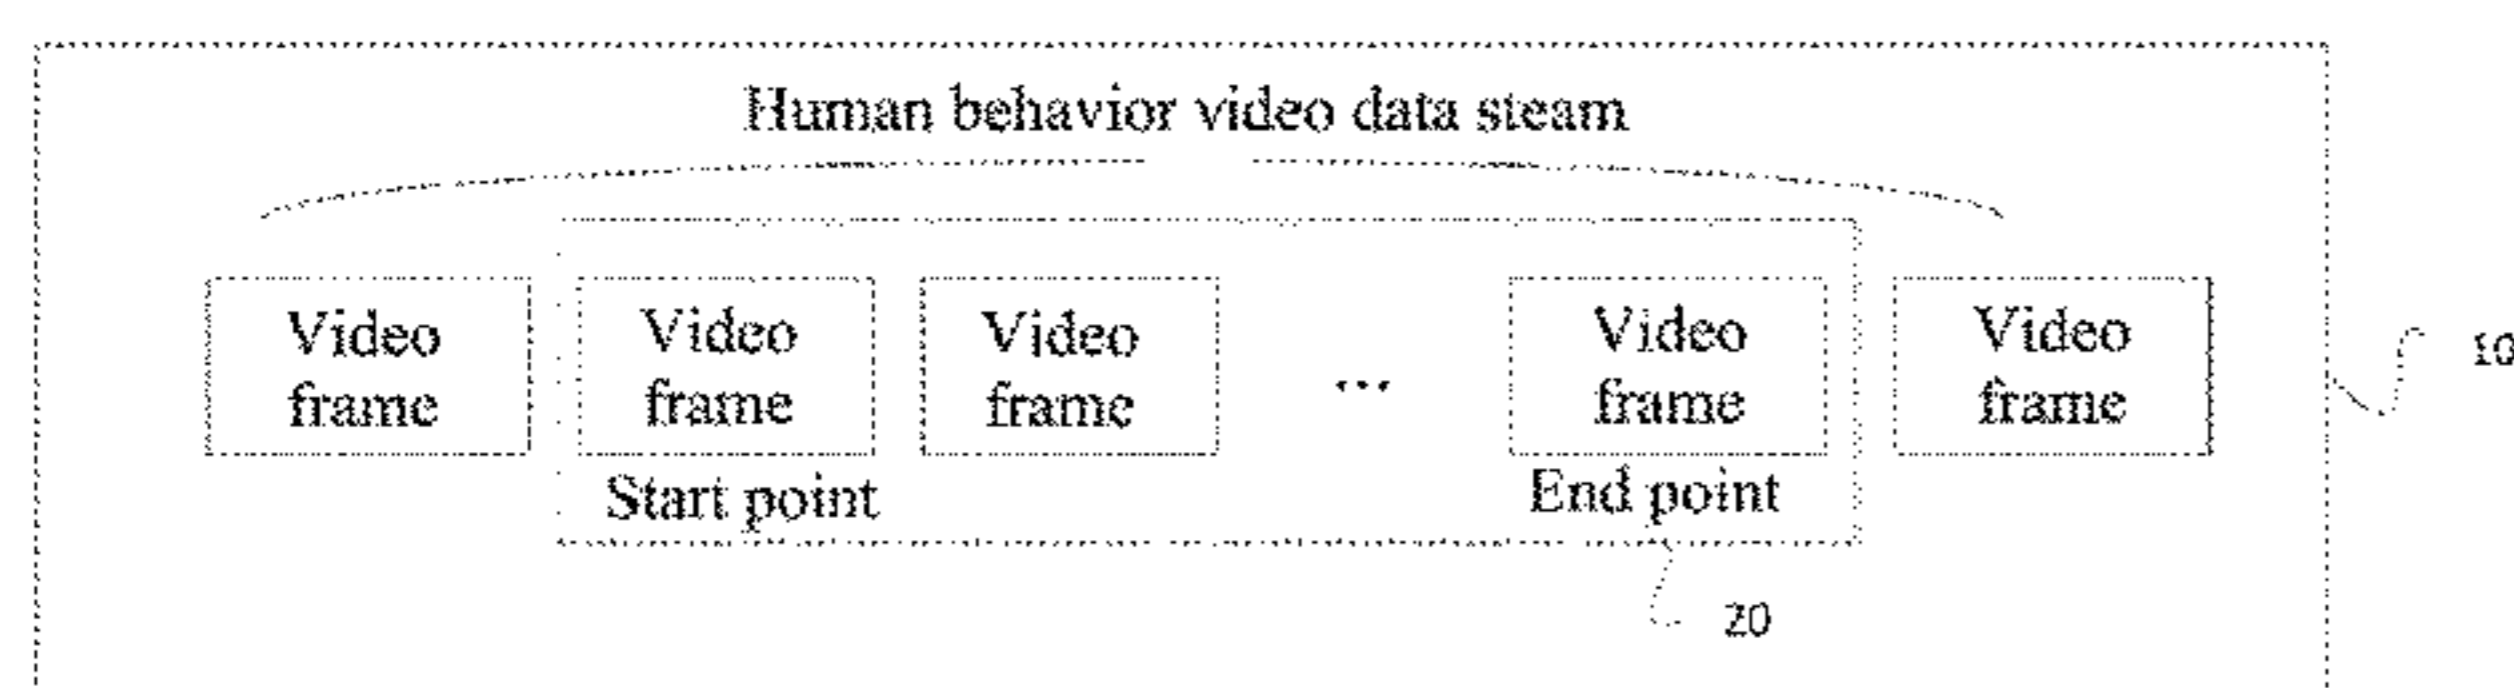 Human behavior video data steam
Video frame
Video frame
Video frame
...
Video frame
Video frame
Start point
End point
10
20